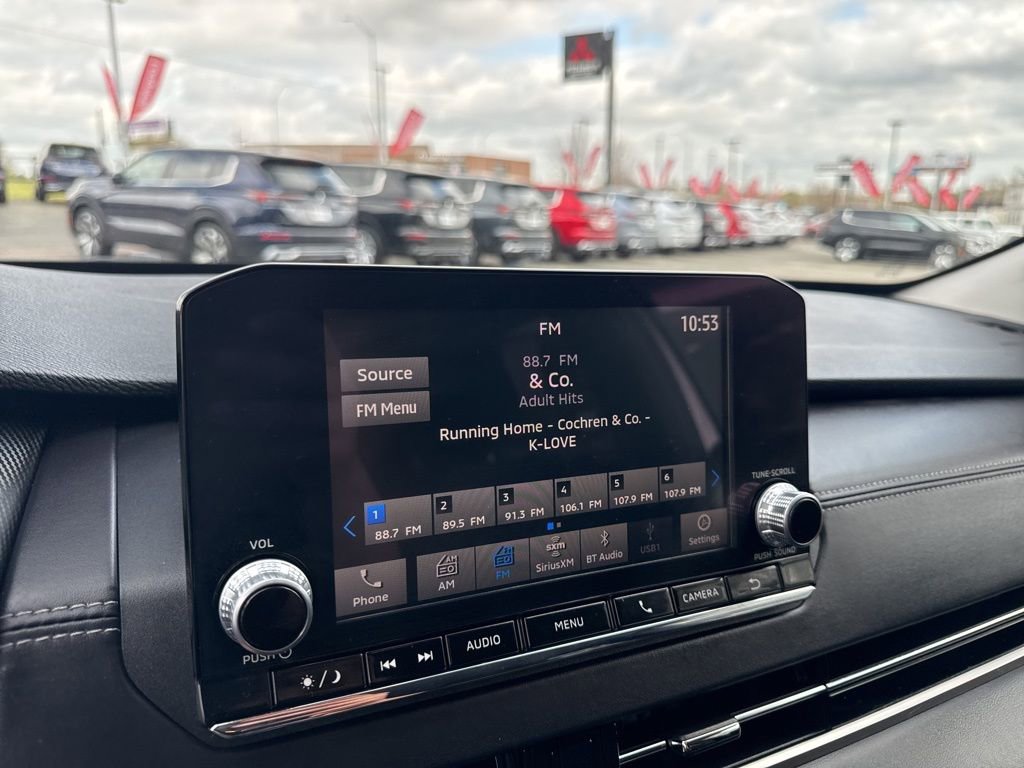 FM
10:53
Source
88.7 FM
& Co.
Adult Hits
FM Menu
Running Home - Cochren & Co. -
K-LOVE
1
88.7 FM
2
89.5 FM
3
91.3 FM
4
106.1 FM
5
107.9 FM
6
107.9 FM
Phone
AM
AM
FM
sxm
SiriusXM
BT Audio
USB1
Settings
VOL
PUSH
TUNE·SCROLL
PUSH SOUND
AUDIO
MENU
CAMERA